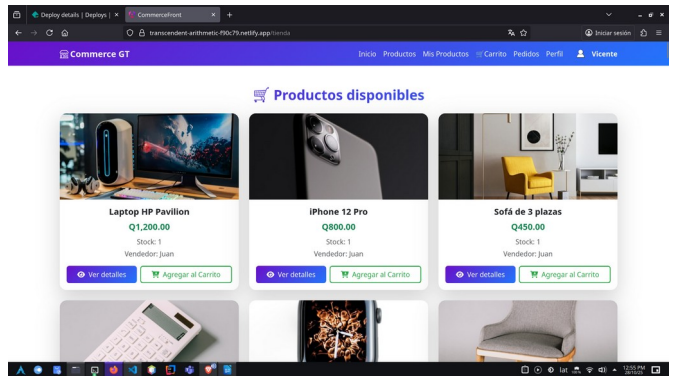 Deploy details | Deploys |
CommerceFront
transcendent-arithmetic-f90c79.netlify.app/tienda
Iniciar sesión
Commerce GT
Inicio Productos Mis Productos Carrito Pedidos Perfil Vicente
Productos disponibles
Laptop HP Pavilion
Q1,200.00
Stock: 1
Vendedor: Juan
Ver detalles Agregar al Carrito
iPhone 12 Pro
Q800.00
Stock: 1
Vendedor: Juan
Ver detalles Agregar al Carrito
Sofá de 3 plazas
Q450.00
Stock: 1
Vendedor: Juan
Ver detalles Agregar al Carrito
lat
12:55 PM
28/10/25